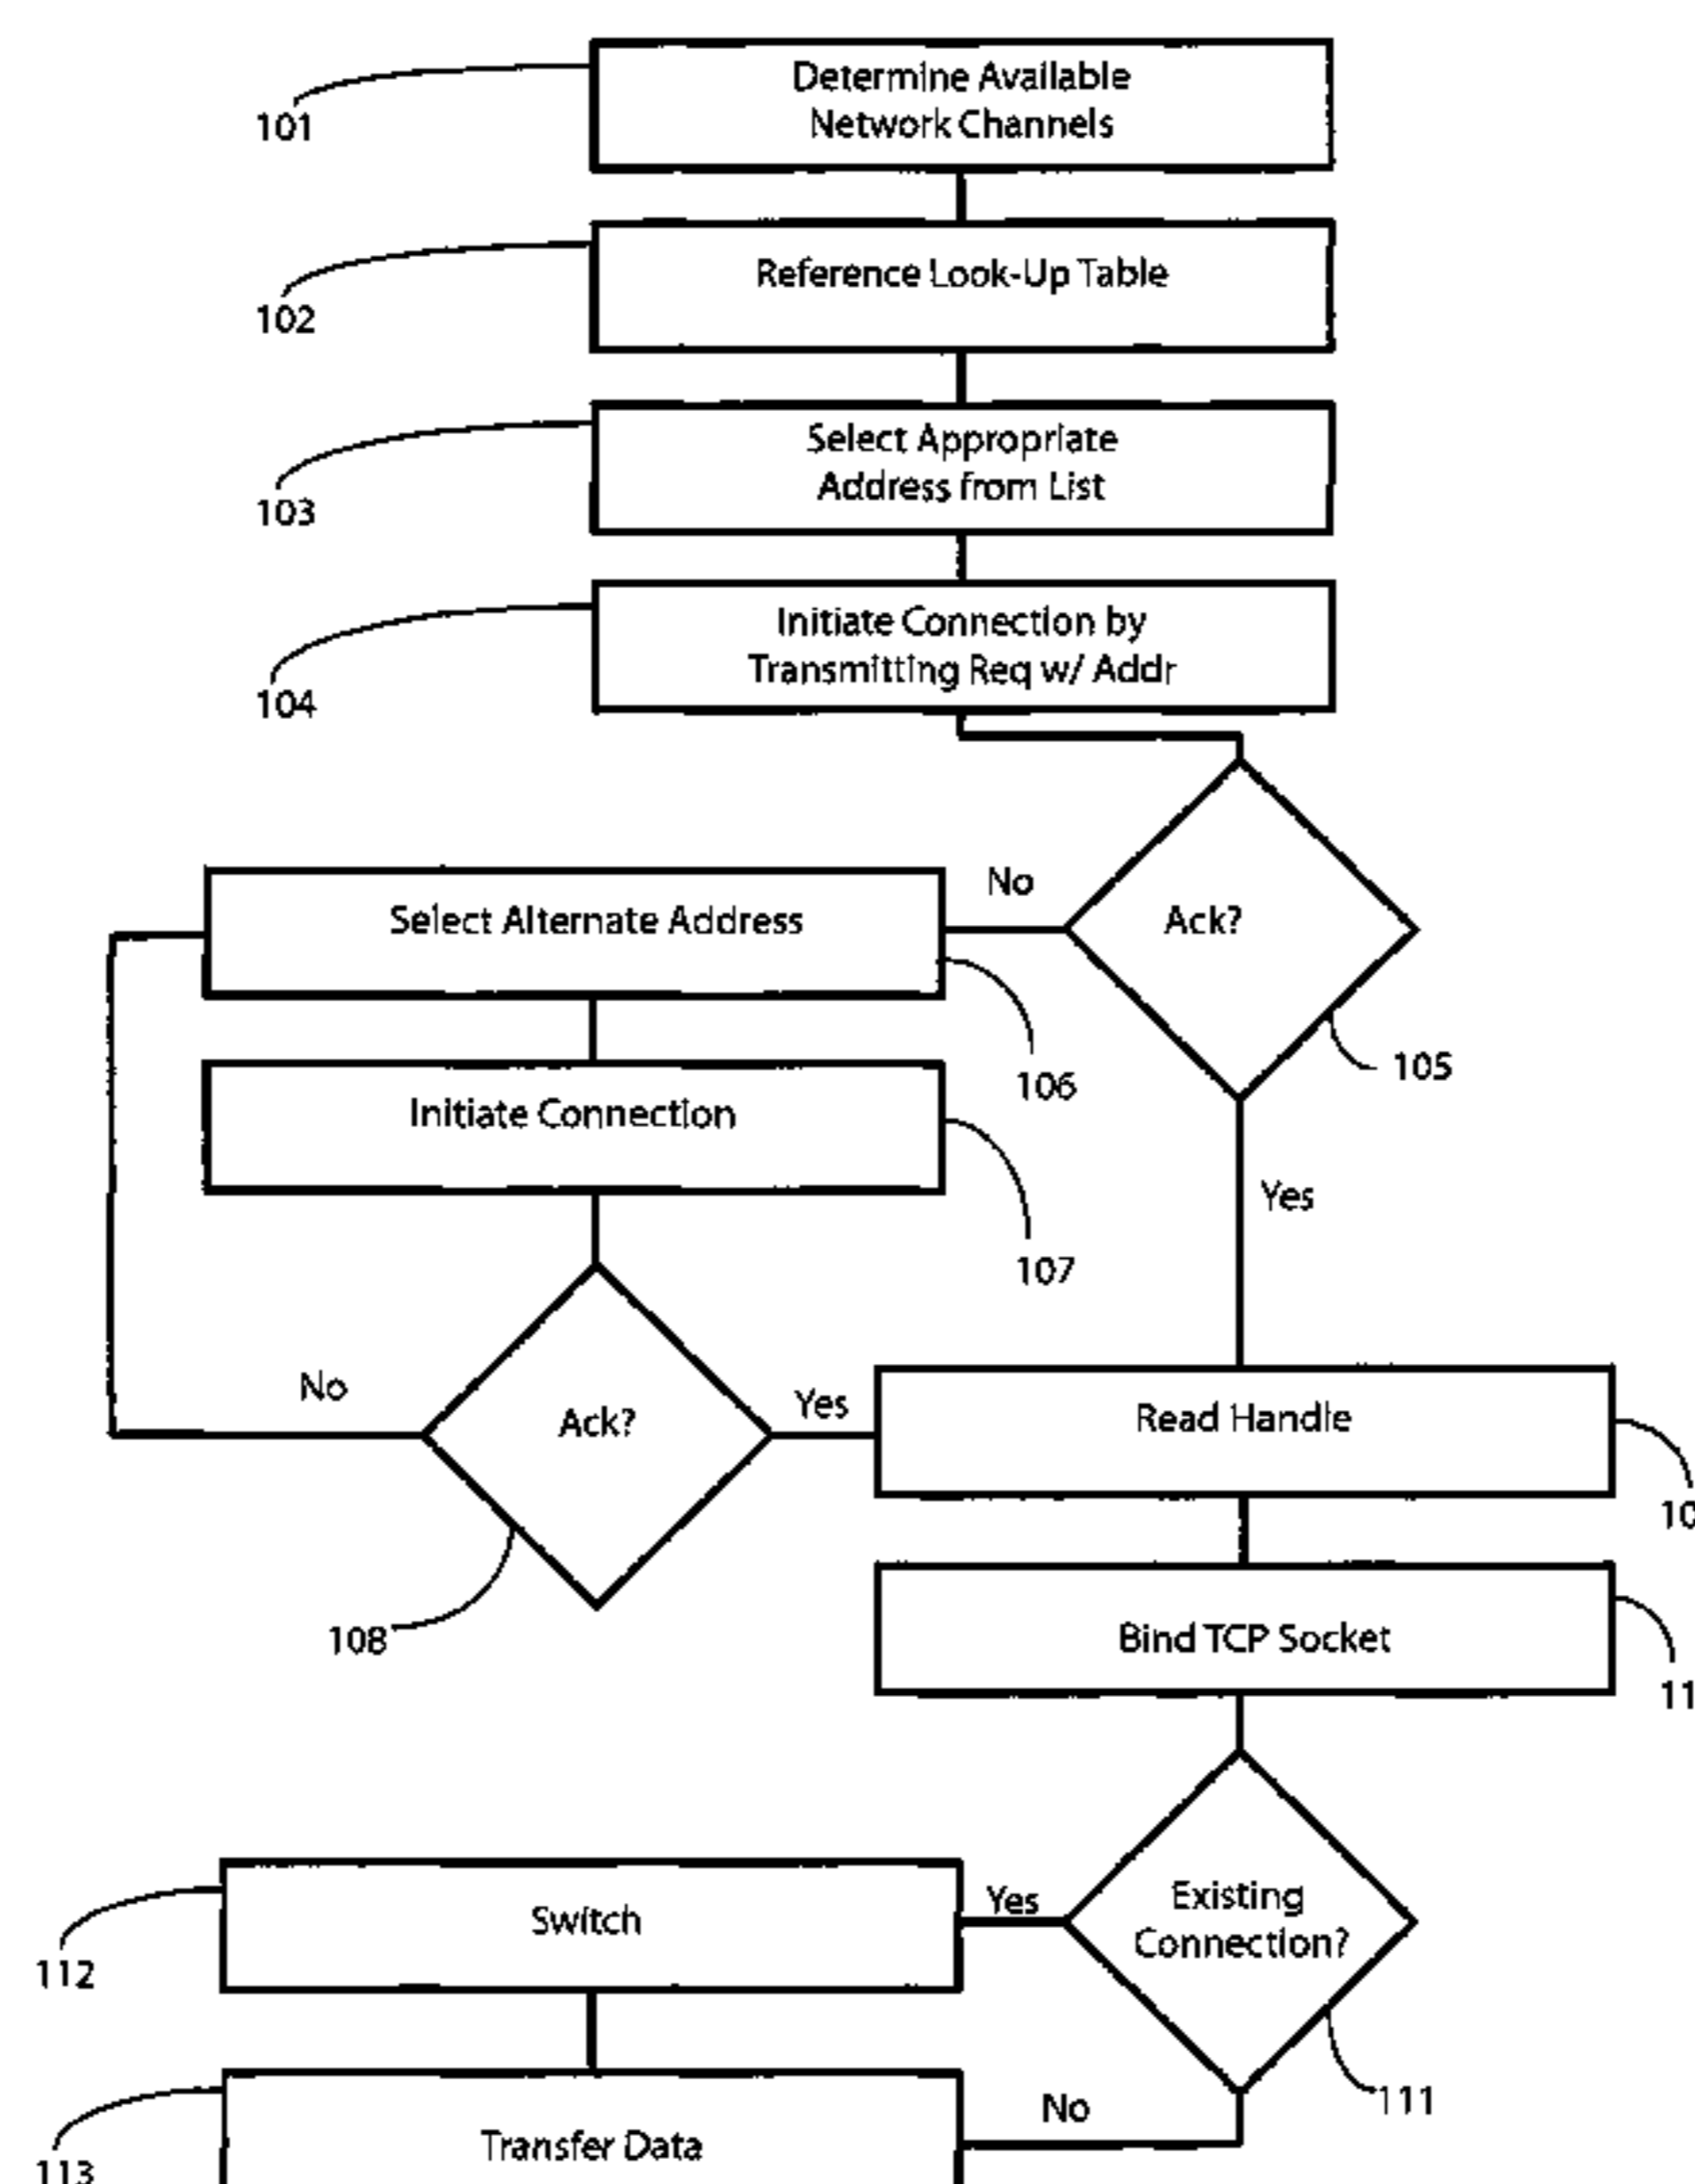 Determine Available
Network Channels
101
Reference Look-Up Table
102
Select Appropriate
Address from List
103
Initiate Connection by
Transmitting Req w/ Addr
104
No
Select Alternate Address
Ack?
105
106
Initiate Connection
Yes
107
No
Ack?
Yes
Read Handle
10
108
Bind TCP Socket
11
Switch
Yes
Existing
Connection?
112
111
No
Transfer Data
113